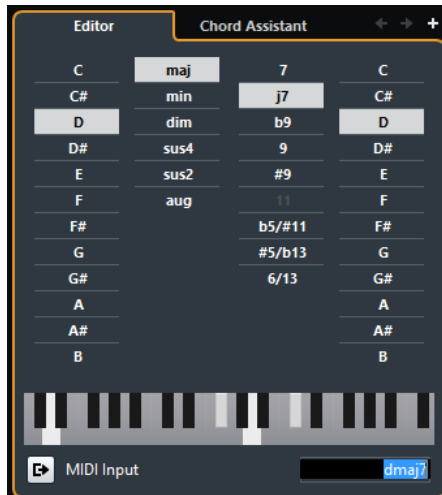 Editor Chord Assistant
C maj 7 C
C# min j7 C#
D dim b9 D
D# sus4 9 D#
E sus2 #9 E
F aug 11 F
F# b5/#11 F#
G #5/b13 G
G# 6/13 G#
A A
A# A#
B B
MIDI Input dmaj7